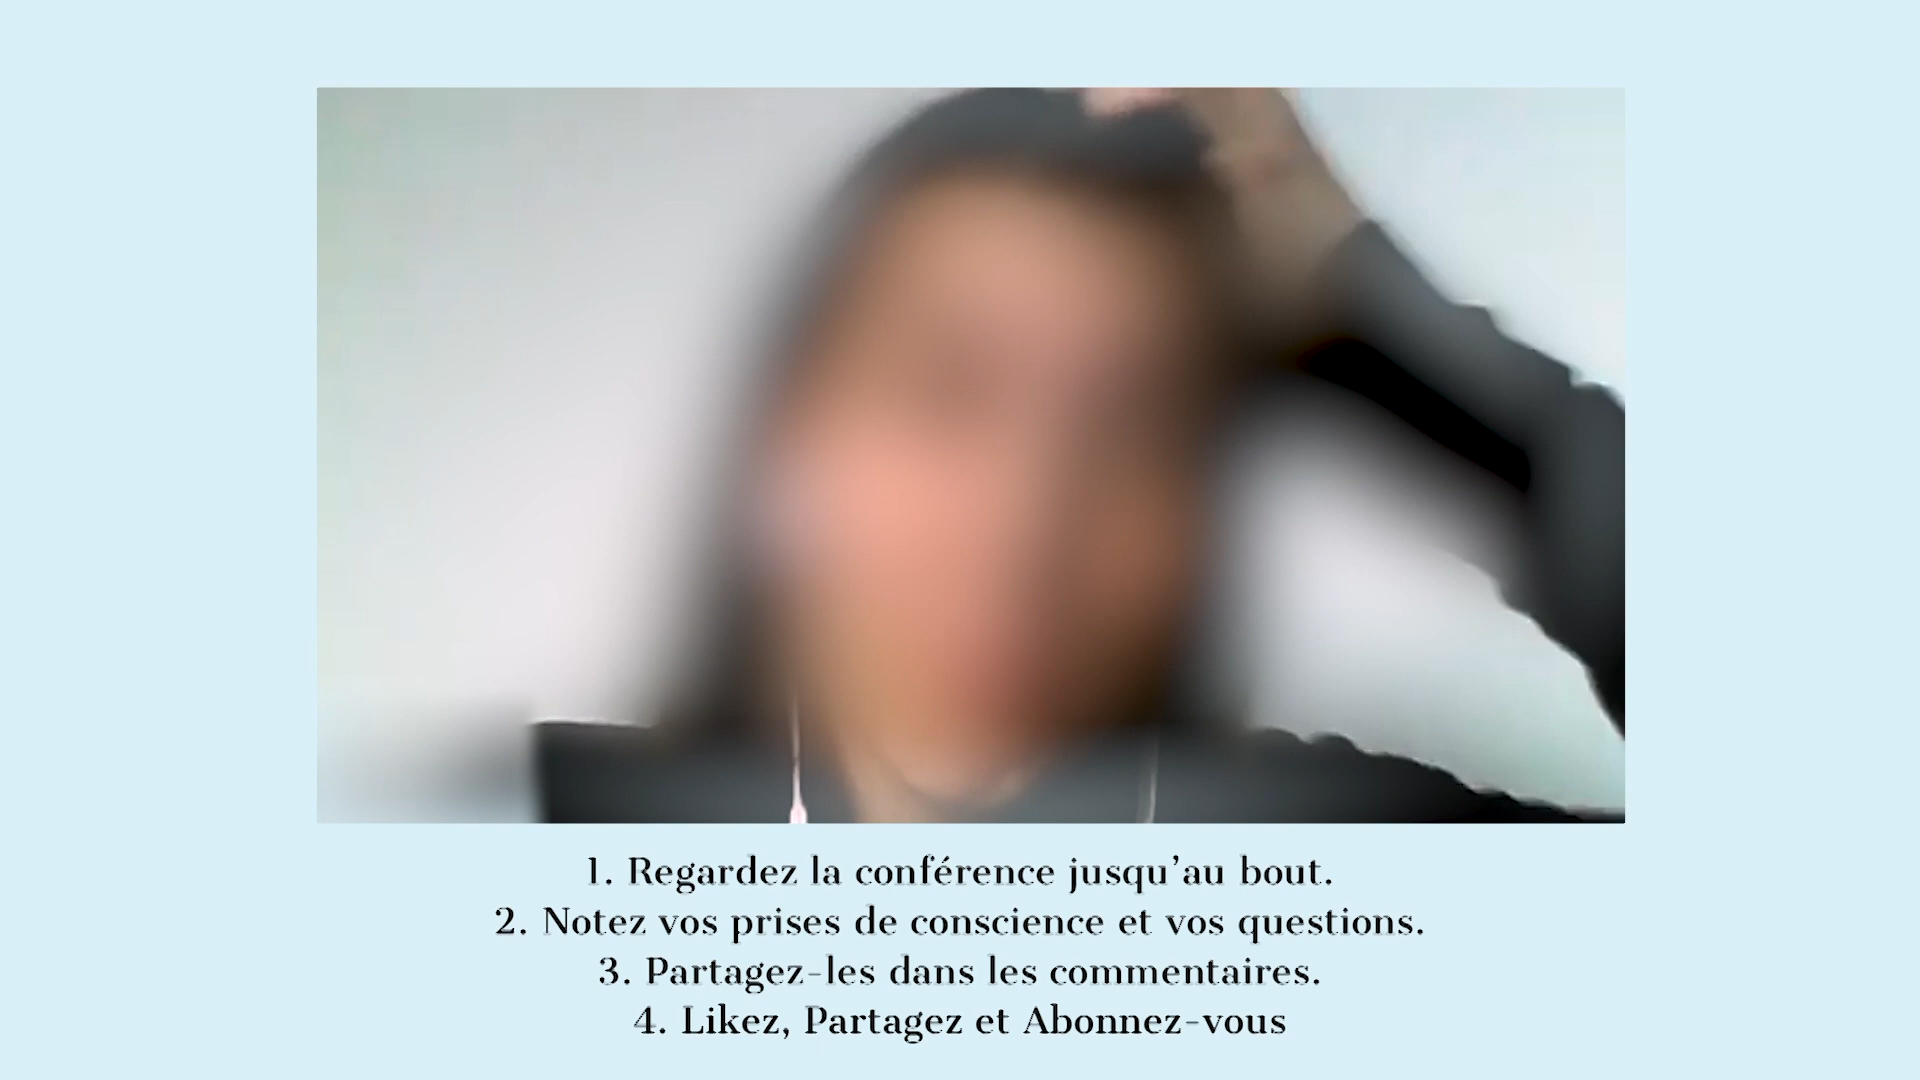 1. Regardez la conférence jusqu'au bout.
2. Notez vos prises de conscience et vos questions.
3. Partagez-les dans les commentaires.
4. Likez, Partagez et Abonnez-vous